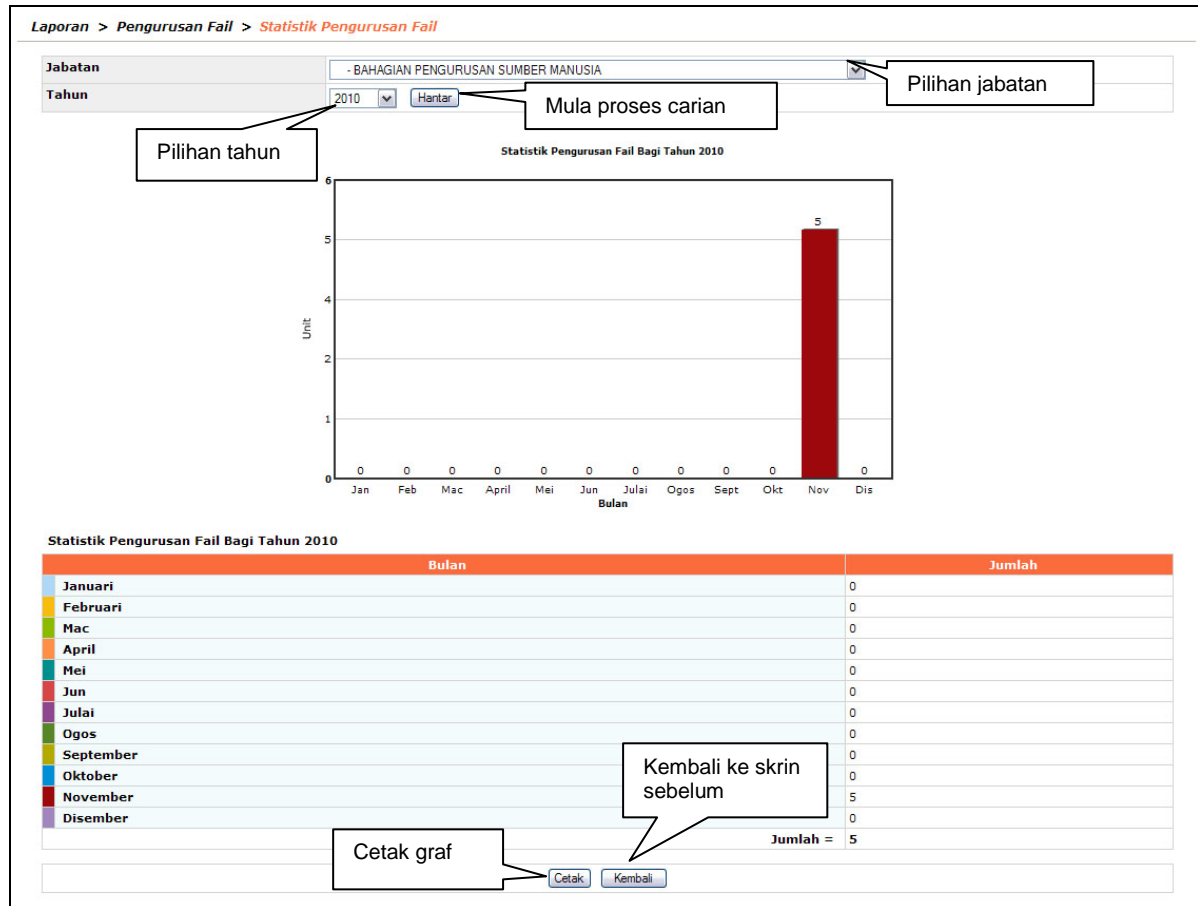 Laporan > Pengurusan Fail > Statistik Pengurusan Fail
Jabatan
- BAHAGIAN PENGURUSAN SUMBER MANUSIA
Pilihan jabatan
Tahun
2010
Hantar
Mula proses carian
Pilihan tahun
Statistik Pengurusan Fail Bagi Tahun 2010
6
5
4
2
1
0
Unit
0 0 0 0 0 0 0 0 0 0 5 0
Jan Feb Mac April Mei Jun Julai Ogos Sept Okt Nov Dis
Bulan
Statistik Pengurusan Fail Bagi Tahun 2010
Bulan Jumlah
Januari 0
Februari 0
Mac 0
April 0
Mei 0
Jun 0
Julai 0
Ogos 0
September 0
Oktober 0
November 5
Disember 0
Jumlah = 5
Kembali ke skrin
sebelum
Cetak graf
Cetak Kembali